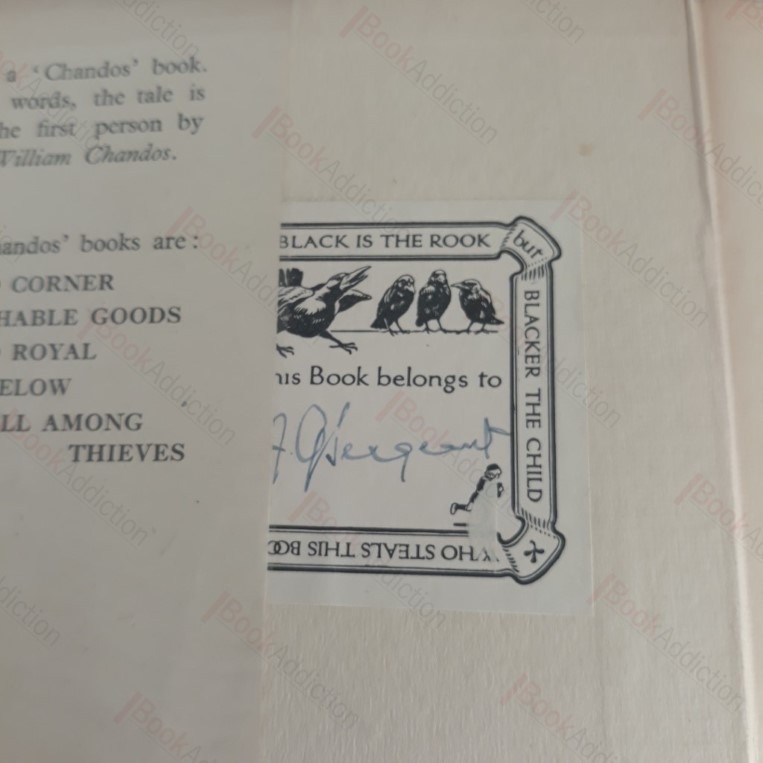 a ‘Chandos’ book.
words, the tale is
he first person by
William Chandos.
andos’ books are:
CORNER
HABLE GOODS
ROYAL
ELOW
LL AMONG
THIEVES
BLACK IS THE ROOK
but
BLACKER THE CHILD
his Book belongs to
Sergeant
WHO STEALS THIS BOO
BookAddiction